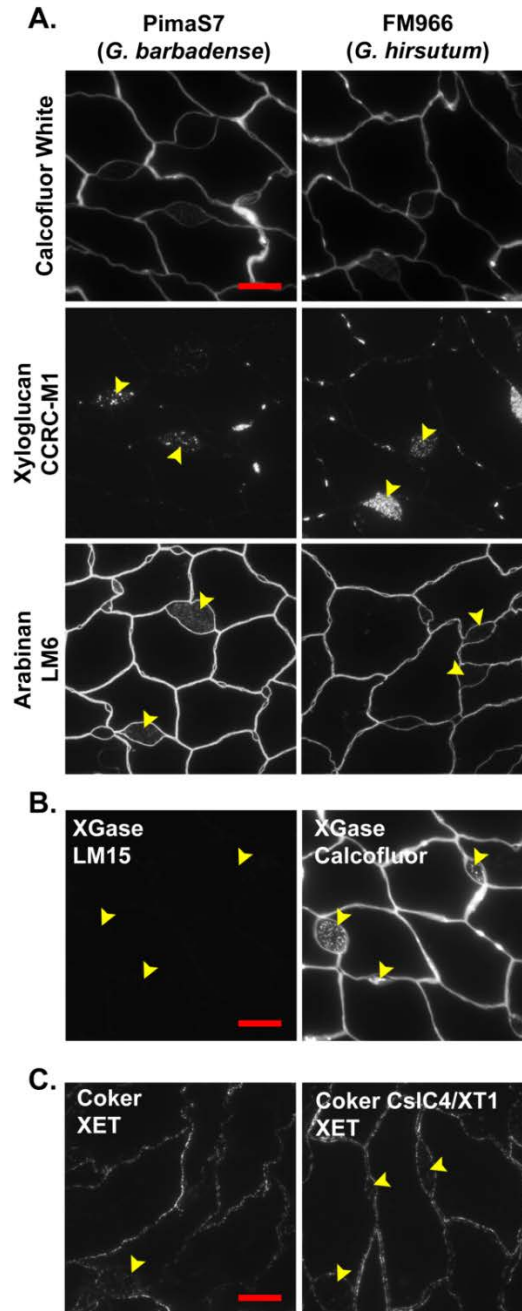 A.
PimaS7
(G. barbadense)
FM966
(G. hirsutum)
Calcofluor White
Xyloglucan
CCRC-M1
Arabinan
LM6
B.
XGase
LM15
XGase
Calcofluor
C.
Coker
XET
Coker CslC4/XT1
XET